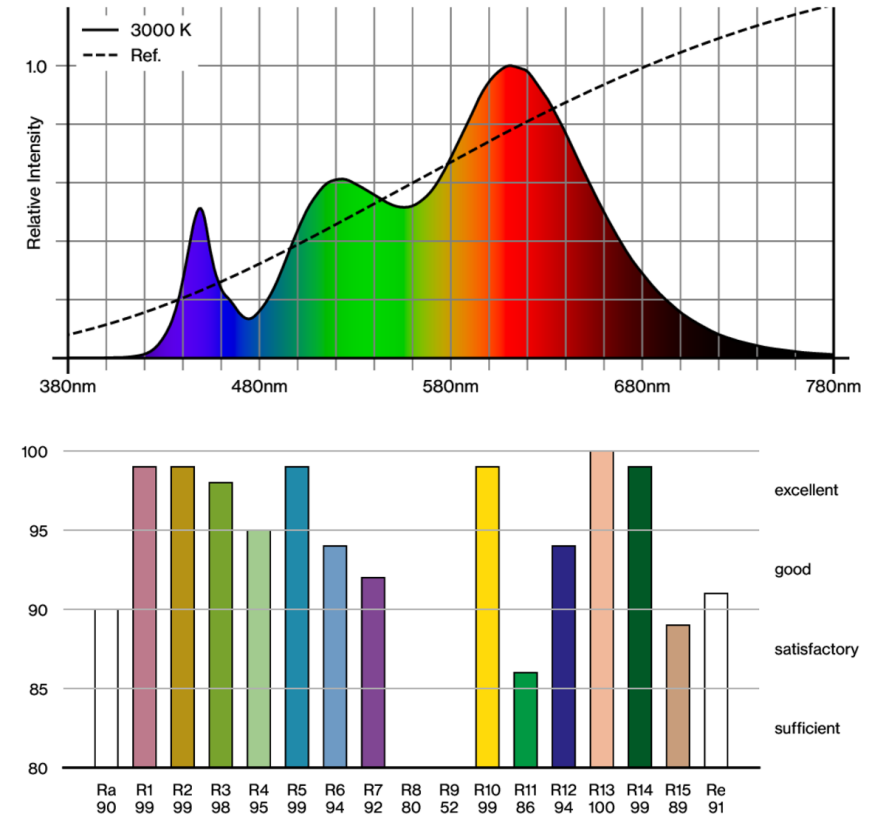 3000 K
Ref.
1.0
Relative Intensity
380nm 480nm 580nm 680nm 780nm
100
excellent
95
good
90
satisfactory
85
sufficient
80
Ra R1 R2 R3 R4 R5 R6 R7 R8 R9 R10 R11 R12 R13 R14 R15 Re
90 99 99 98 95 99 94 92 80 52 99 86 94 100 99 89 91